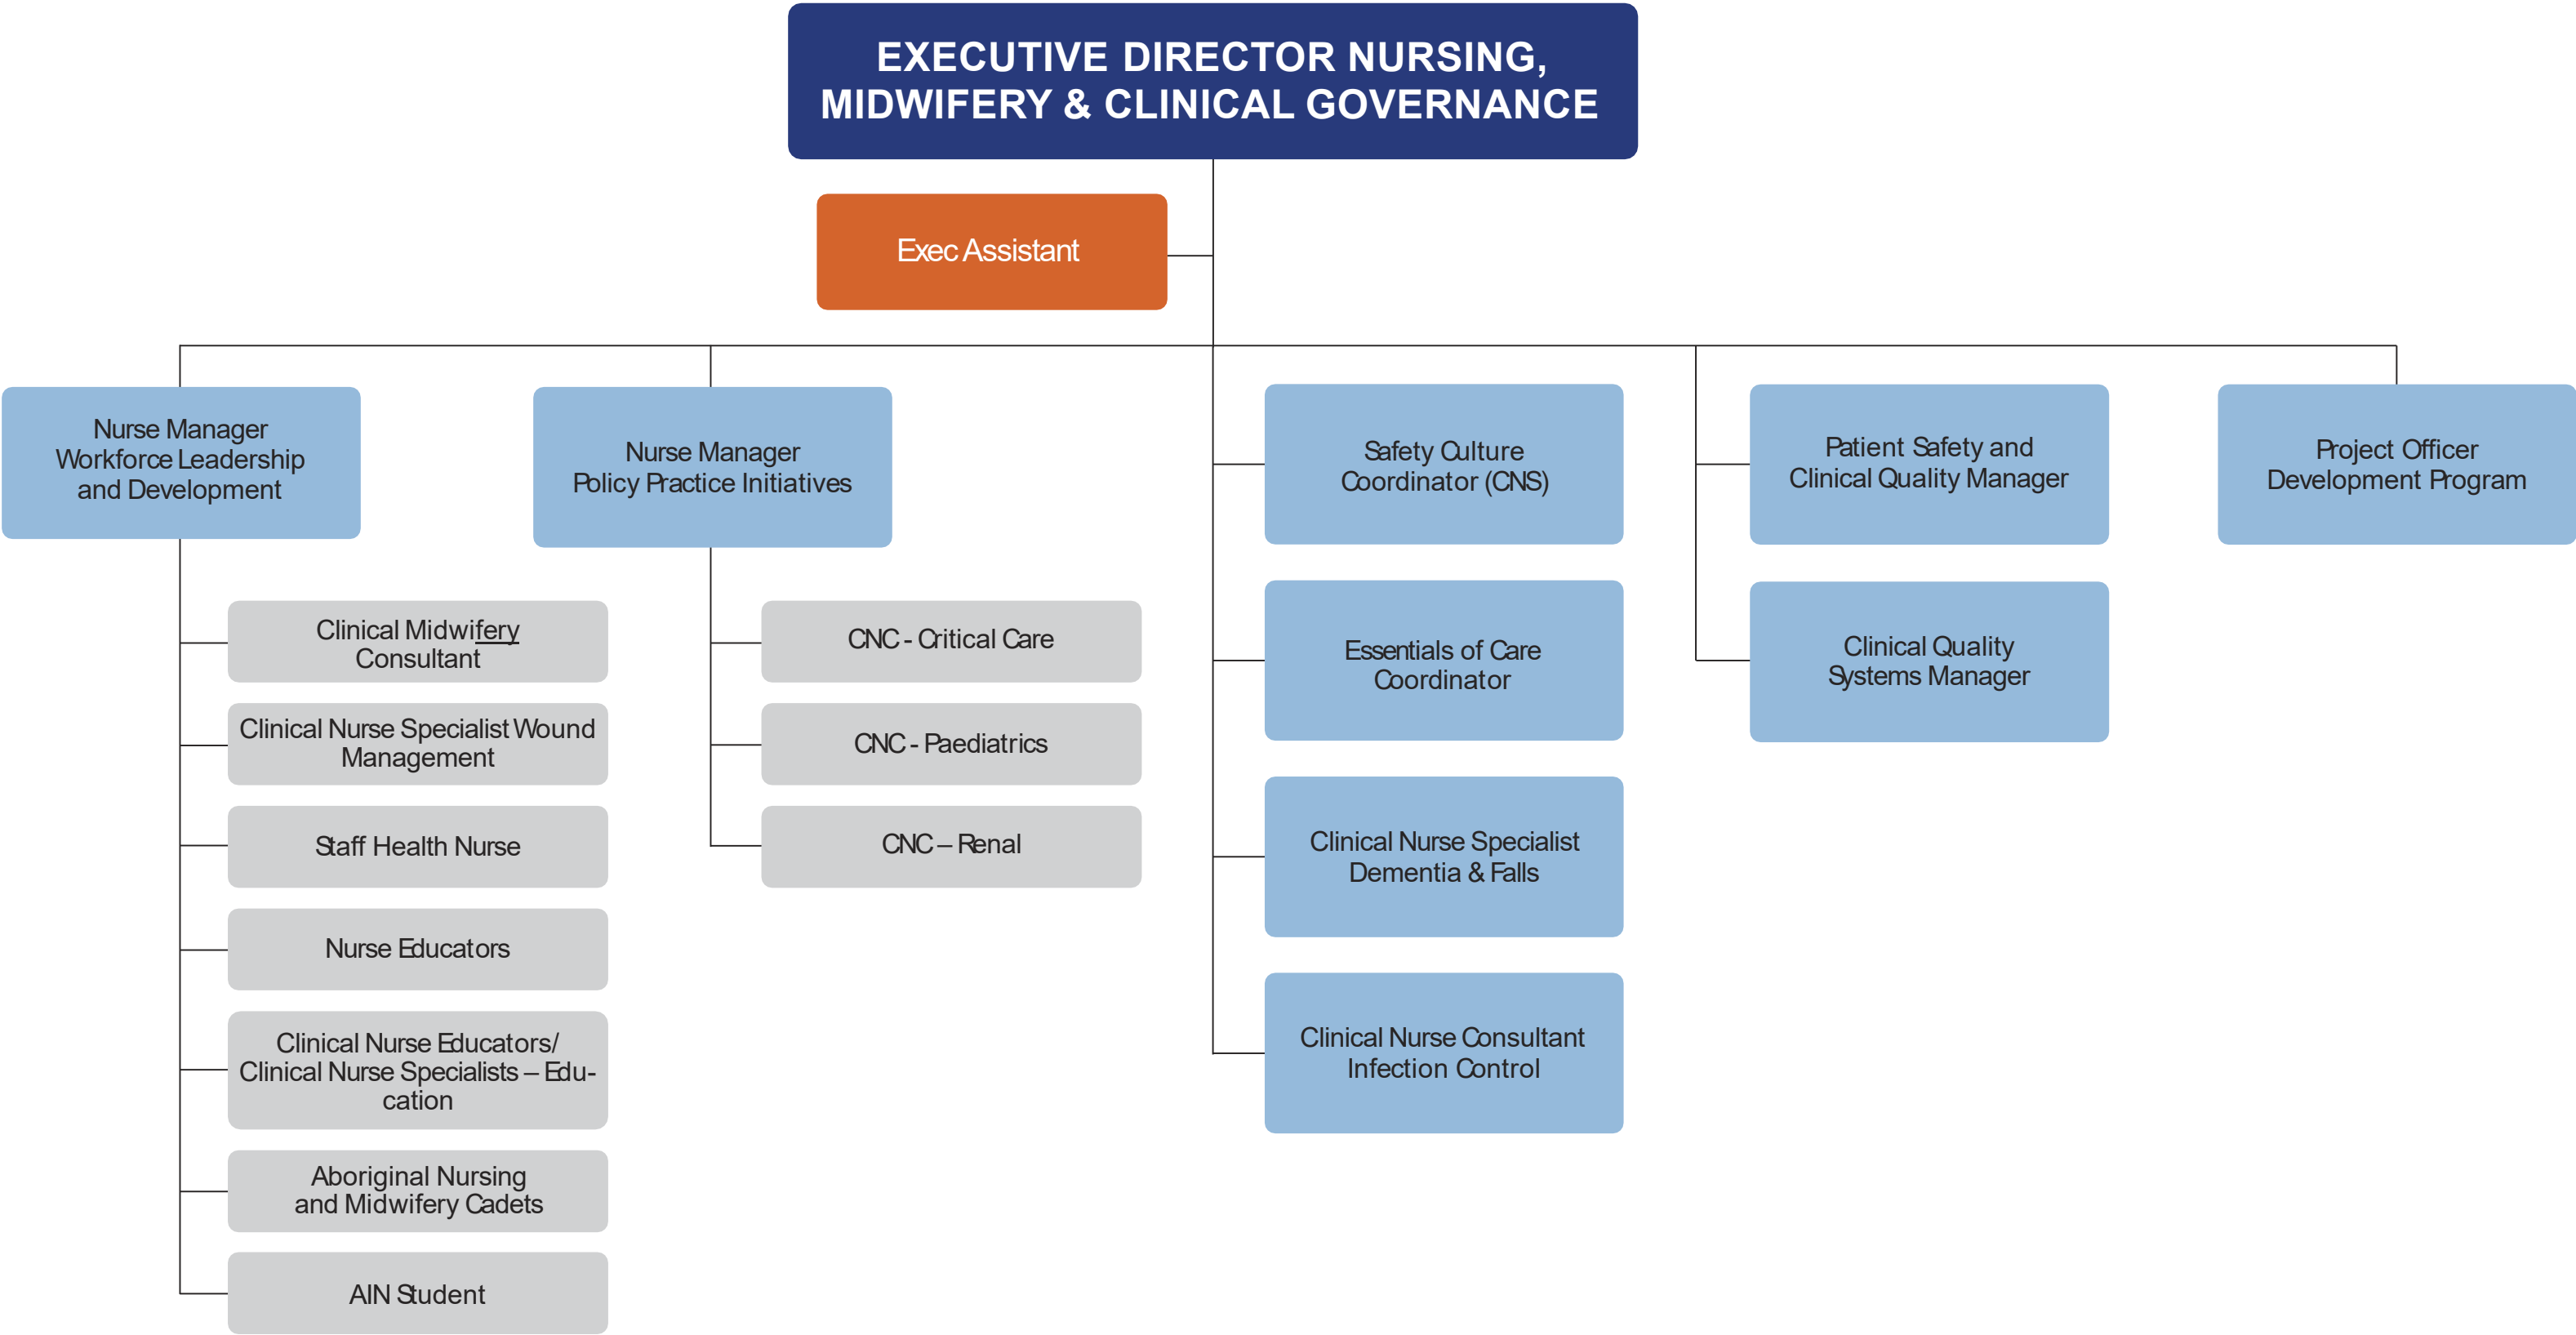 EXECUTIVE DIRECTOR NURSING,
MIDWIFERY & CLINICAL GOVERNANCE
Exec Assistant
Nurse Manager
Workforce Leadership
and Development
Clinical Midwifery
Consultant
Clinical Nurse Specialist Wound
Management
Staff Health Nurse
Nurse Educators
Clinical Nurse Educators/
Clinical Nurse Specialists – Edu-
cation
Aboriginal Nursing
and Midwifery Cadets
AIN Student
Nurse Manager
Policy Practice Initiatives
CNC - Critical Care
CNC - Paediatrics
CNC – Renal
Safety Culture
Coordinator (CNS)
Essentials of Care
Coordinator
Clinical Nurse Specialist
Dementia & Falls
Clinical Nurse Consultant
Infection Control
Patient Safety and
Clinical Quality Manager
Clinical Quality
Systems Manager
Project Officer
Development Program